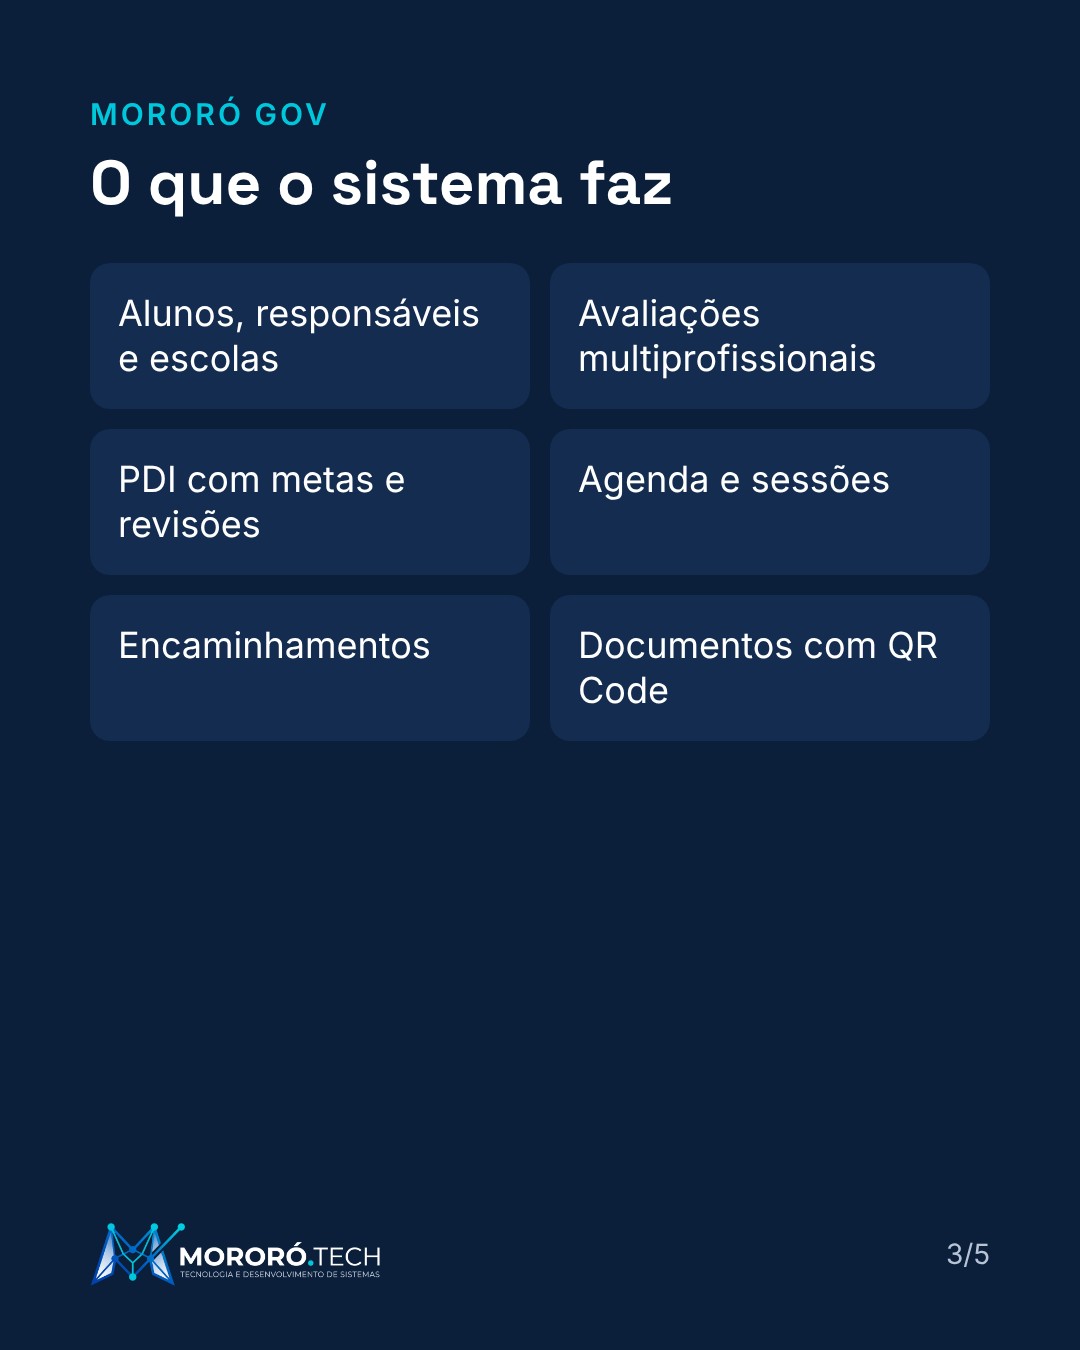 MORORÓ GOV
O que o sistema faz
Alunos, responsáveis
e escolas
Avaliações
multiprofissionais
PDI com metas e
revisões
Agenda e sessões
Encaminhamentos
Documentos com QR
Code
MORORÓ.TECH
TECNOLOGIA E DESENVOLVIMENTO DE SISTEMAS
3/5